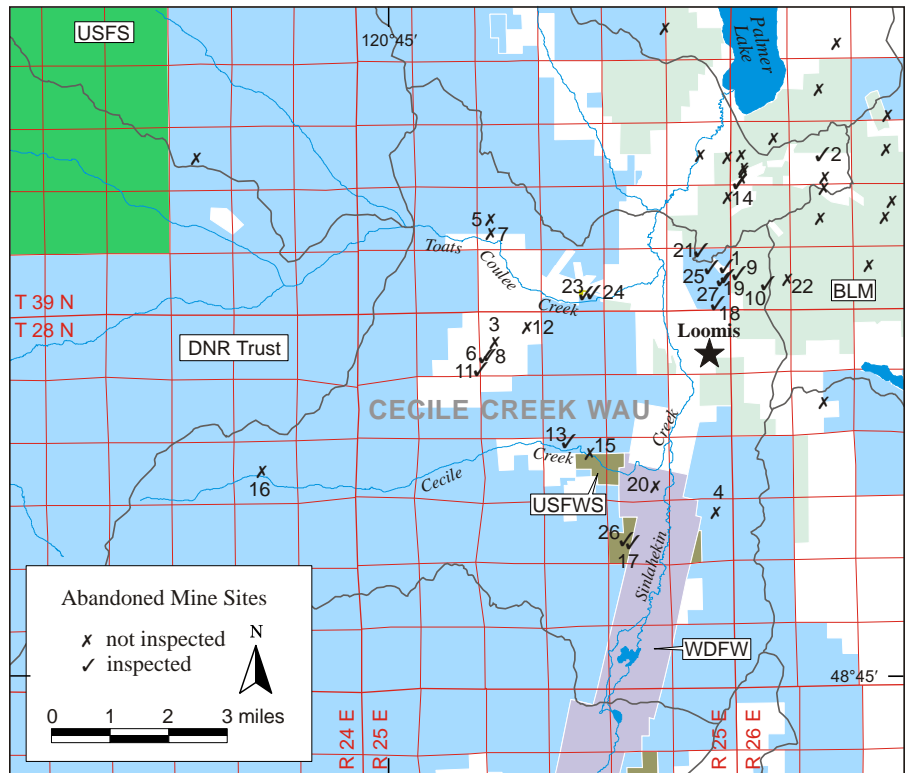 USFS
120°45′
Palmer
Lake
2
14
5
7
Toats
Coulee
Creek
21
1
9
25
19
10
22
27
18
23
24
BLM
T 39 N
T 28 N
3
12
6
8
11
DNR Trust
Loomis
CECILE CREEK WAU
13
15
Creek
Creek
Cecile
16
20
4
USFWS
26
17
Sinlahekin
WDFW
48°45′
Abandoned Mine Sites
✗ not inspected
✓ inspected
N
0 1 2 3 miles
R 24 E
R 25 E
R 25 E
R 26 E